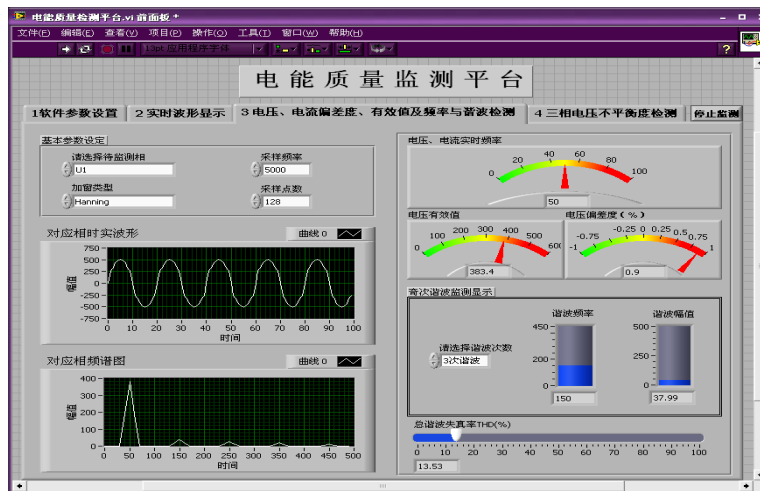 电能质量检测平台.vi 前面板 *
文件(F) 编辑(E) 查看(V) 项目(P) 操作(O) 工具(T) 窗口(W) 帮助(H)
13pt 应用程序字体
电能质量监测平台
1软件参数设置 2 实时波形显示 3 电压、电流偏差度、有效值及频率与谐波检测 4 三相电压不平衡度检测 停止监测
基本参数设定
请选择待监测相 采样频率
U1 5000
加窗类型 采样点数
Hanning 128
对应相时实波形 曲线 0
750
500
250
0
-250
-500
-750
幅值
0 10 20 30 40 50 60 70 80 90 100
时间
对应相频谱图 曲线 0
400
300
200
100
0
幅值
0 50 100 150 200 250 300 350 400 450 500
时间
电压、电流实时频率
0 20 40 60 80 100
50
电压有效值 电压偏差度(%)
0 100 200 300 400 500 600
383.4
-1 -0.75 -0.25 0 0.25 0.5 0.75 1
0.9
奇次谐波监测显示
谐波频率 谐波幅值
请选择谐波次数
3次谐波
450
200
0
150
500
250
0
37.99
总谐波失真率THD(%)
0 10 20 30 40 50 60 70 80 90 100
13.53